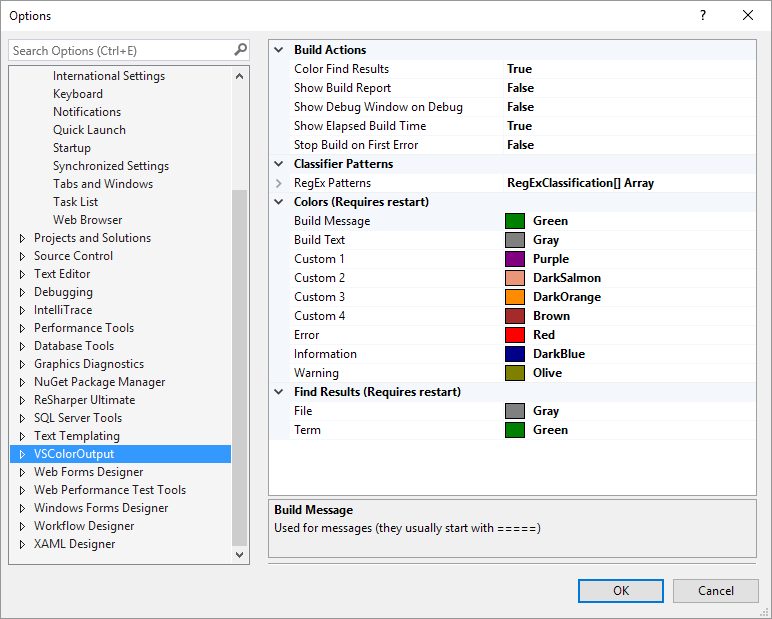 Options
?
Search Options (Ctrl+E)
International Settings
Keyboard
Notifications
Quick Launch
Startup
Synchronized Settings
Tabs and Windows
Task List
Web Browser
Projects and Solutions
Source Control
Text Editor
Debugging
IntelliTrace
Performance Tools
Database Tools
Graphics Diagnostics
NuGet Package Manager
ReSharper Ultimate
SQL Server Tools
Text Templating
VSColorOutput
Web Forms Designer
Web Performance Test Tools
Windows Forms Designer
Workflow Designer
XAML Designer
Build Actions
Color Find Results True
Show Build Report False
Show Debug Window on Debug False
Show Elapsed Build Time True
Stop Build on First Error False
Classifier Patterns
RegEx Patterns RegExClassification[] Array
Colors (Requires restart)
Build Message Green
Build Text Gray
Custom 1 Purple
Custom 2 DarkSalmon
Custom 3 DarkOrange
Custom 4 Brown
Error Red
Information DarkBlue
Warning Olive
Find Results (Requires restart)
File Gray
Term Green
Build Message
Used for messages (they usually start with =====)
OK Cancel